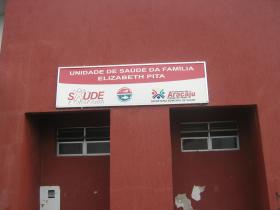 UNIDADE DE SAÚDE DA FAMÍLIA
ELIZABETH PITA
SAÚDE
Aracaju